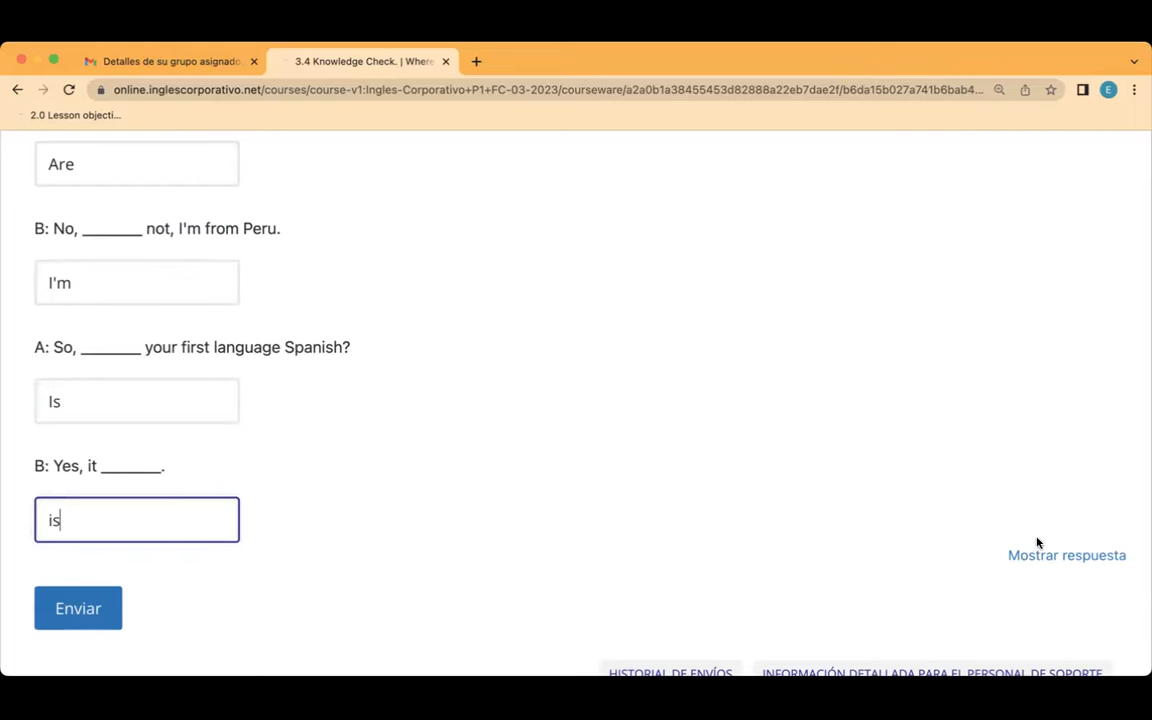 Detalles de su grupo asignado.
3.4 Knowledge Check. | Where
online.inglescorporativo.net/courses/course-v1:Ingles-Corporativo+P1+FC-03-2023/courseware/a2a0b1a38455453d82888a22eb7dae2f/b6da15b027a741b6bab4...
E
2.0 Lesson objecti...
Are
B: No, _______ not, I'm from Peru.
I'm
A: So, _______ your first language Spanish?
Is
B: Yes, it _______.
is
Mostrar respuesta
Enviar
HISTORIAL DE ENVÍOS
INFORMACIÓN DETALLADA PARA EL PERSONAL DE SOPORTE